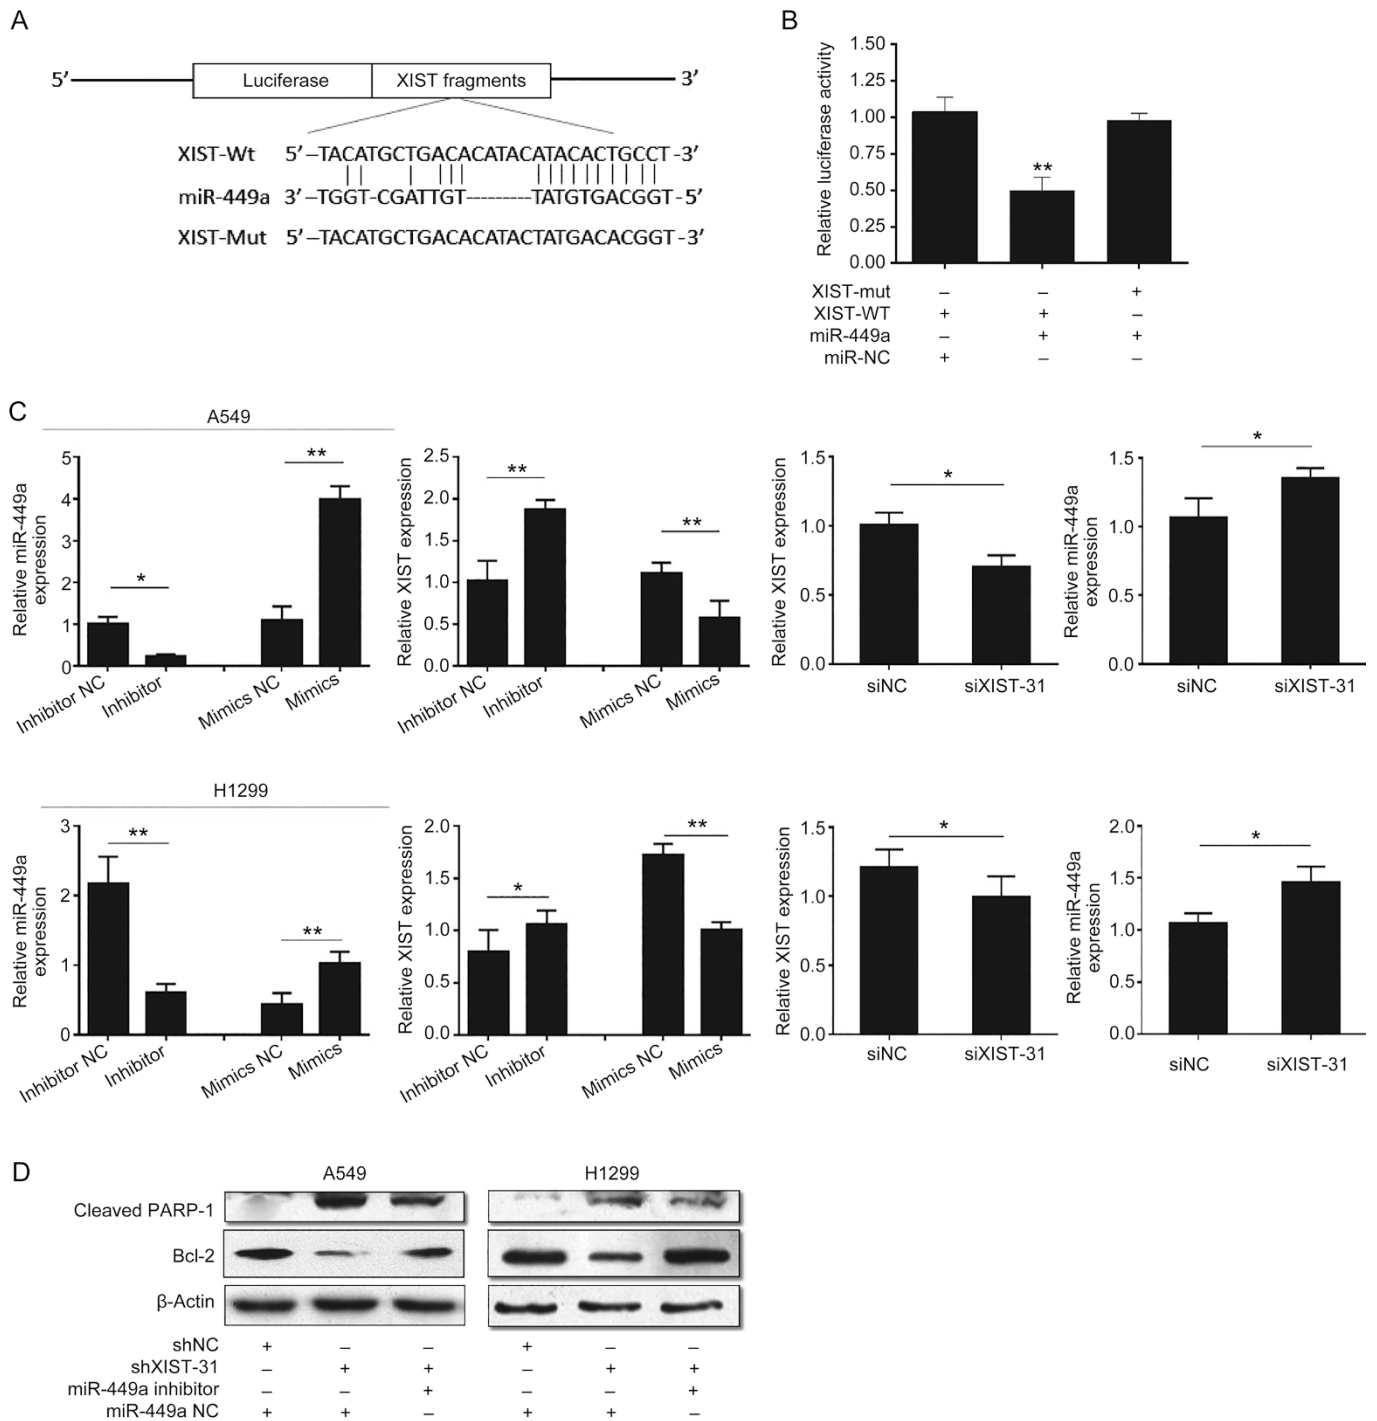 A
5′ Luciferase XIST fragments 3′
XIST-Wt 5′–TACATGCTGACACATACATACACTGCCT-3′
miR-449a 3′–TGGT-CGATTGT---------TATGTGACGGT-5′
XIST-Mut 5′–TACATGCTGACACATACTATGACACGGT-3′
B
Relative luciferase activity
1.50
1.25
1.00
0.75
0.50
0.25
0.00
**
XIST-mut – – +
XIST-WT + + –
miR-449a – + +
miR-NC + – –
C
A549
Relative miR-449a
expression
5
4
3
2
1
0
*
**
Inhibitor NC
Inhibitor
Mimics NC
Mimics
Relative XIST expression
2.5
2.0
1.5
1.0
0.5
0.0
**
**
Inhibitor NC
Inhibitor
Mimics NC
Mimics
Relative XIST expression
1.5
1.0
0.5
0.0
*
siNC
siXIST-31
Relative miR-449a
expression
1.5
1.0
0.5
0.0
*
siNC
siXIST-31
H1299
Relative miR-449a
expression
3
2
1
0
**
**
Inhibitor NC
Inhibitor
Mimics NC
Mimics
Relative XIST expression
2.0
1.5
1.0
0.5
0.0
*
**
Inhibitor NC
Inhibitor
Mimics NC
Mimics
Relative XIST expression
1.5
1.0
0.5
0.0
*
siNC
siXIST-31
Relative miR-449a
expression
2.0
1.5
1.0
0.5
0.0
*
siNC
siXIST-31
D
A549 H1299
Cleaved PARP-1
Bcl-2
β-Actin
shNC + – – + – –
shXIST-31 – + + – + +
miR-449a inhibitor – – + – – +
miR-449a NC + + – + + –